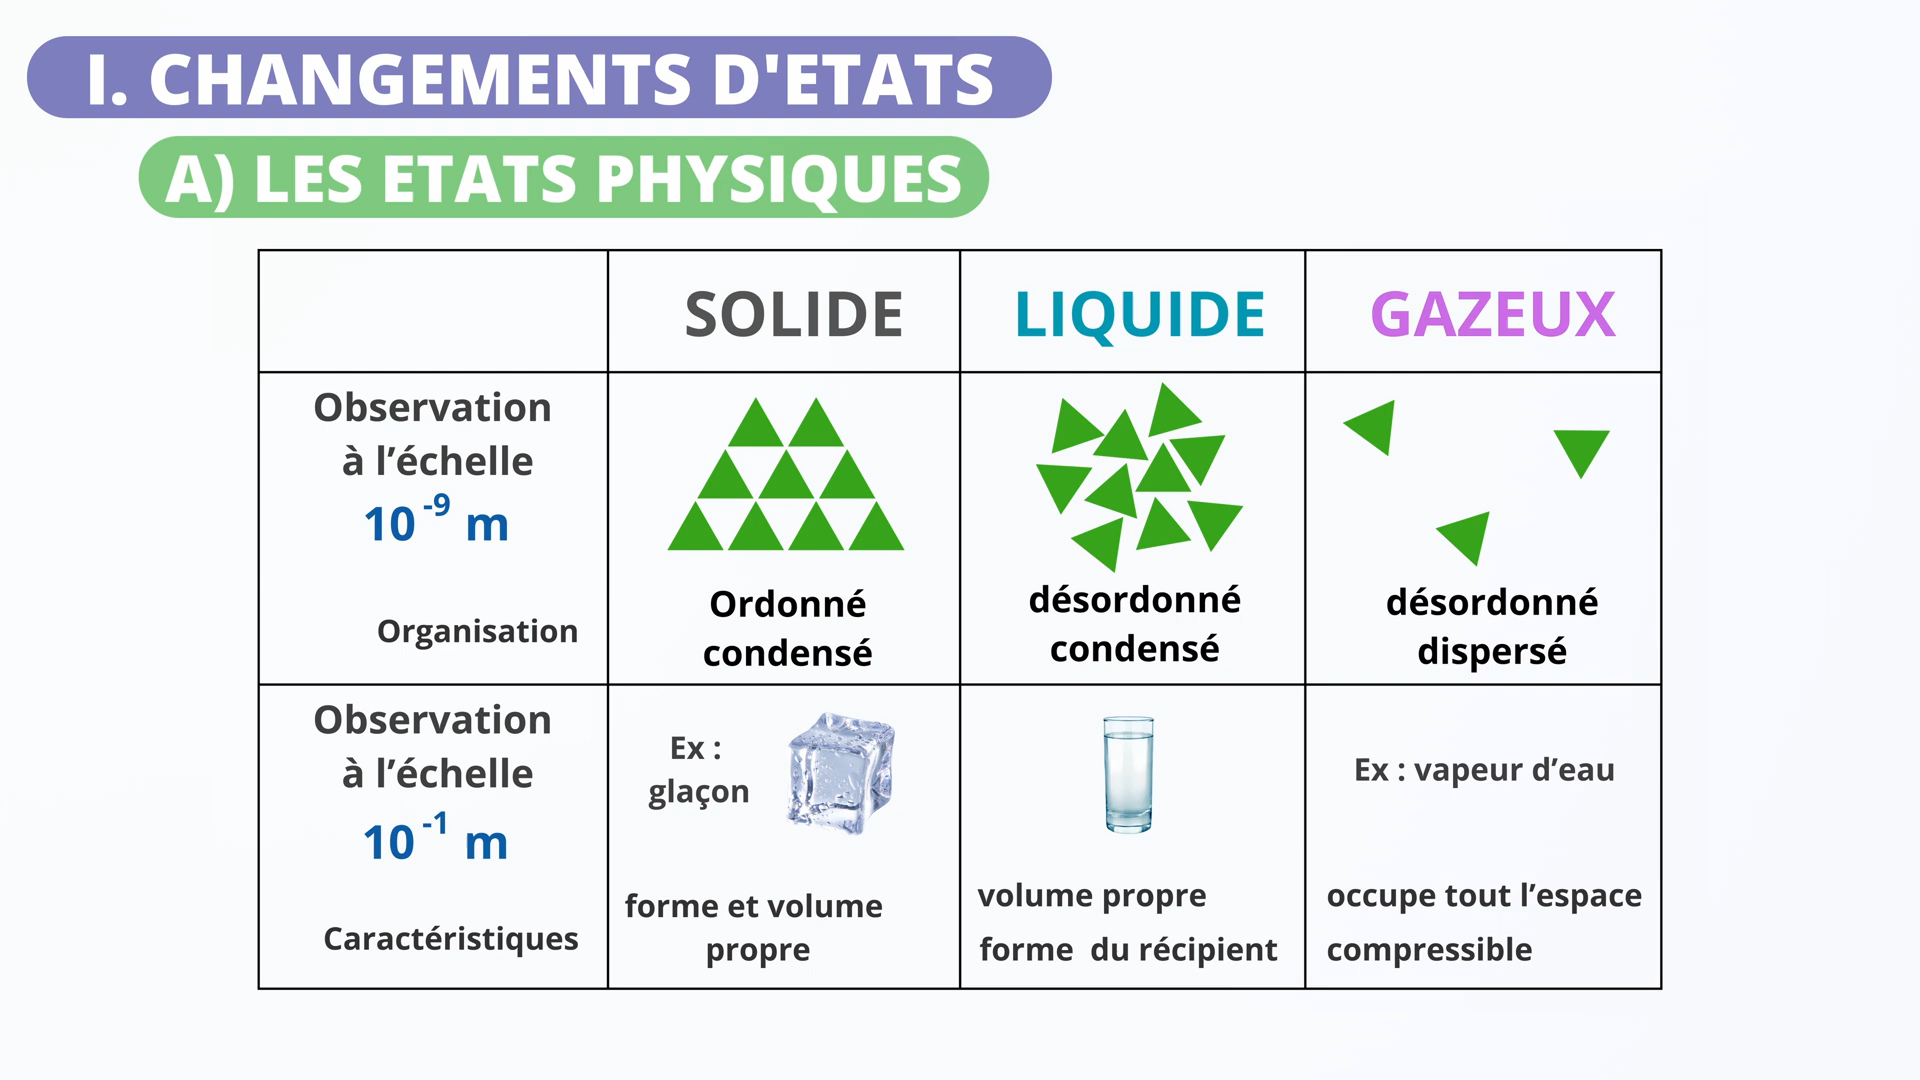 I. CHANGEMENTS D'ETATS
A) LES ETATS PHYSIQUES
SOLIDE
LIQUIDE
GAZEUX
Observation
à l’échelle
10 -9 m
Organisation
Ordonné
condensé
désordonné
condensé
désordonné
dispersé
Observation
à l’échelle
10 -1 m
Caractéristiques
Ex :
glaçon
forme et volume
propre
volume propre
forme du récipient
Ex : vapeur d’eau
occupe tout l’espace
compressible